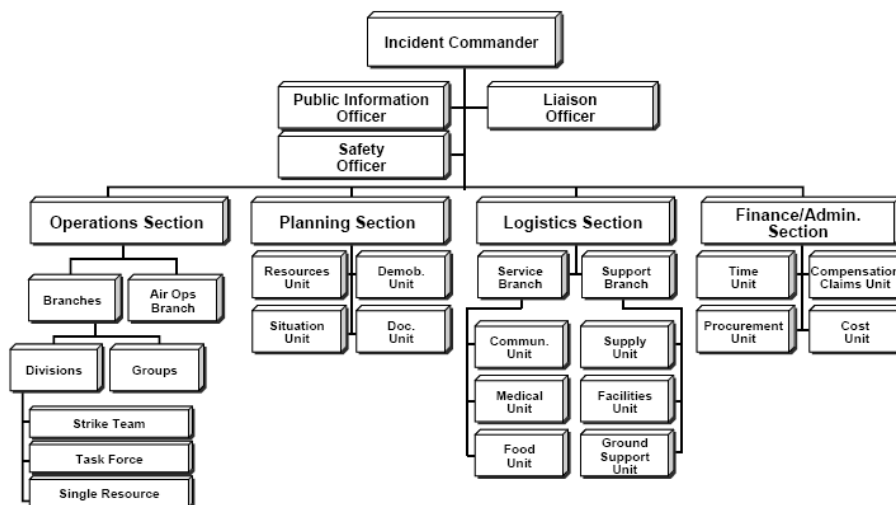 Incident Commander
Public Information
Officer
Liaison
Officer
Safety
Officer
Operations Section
Planning Section
Logistics Section
Finance/Admin.
Section
Branches
Air Ops
Branch
Resources
Unit
Demob.
Unit
Situation
Unit
Doc.
Unit
Service
Branch
Support
Branch
Time
Unit
Compensation
Claims Unit
Procurement
Unit
Cost
Unit
Divisions
Groups
Commun.
Unit
Supply
Unit
Medical
Unit
Facilities
Unit
Food
Unit
Ground
Support
Unit
Strike Team
Task Force
Single Resource